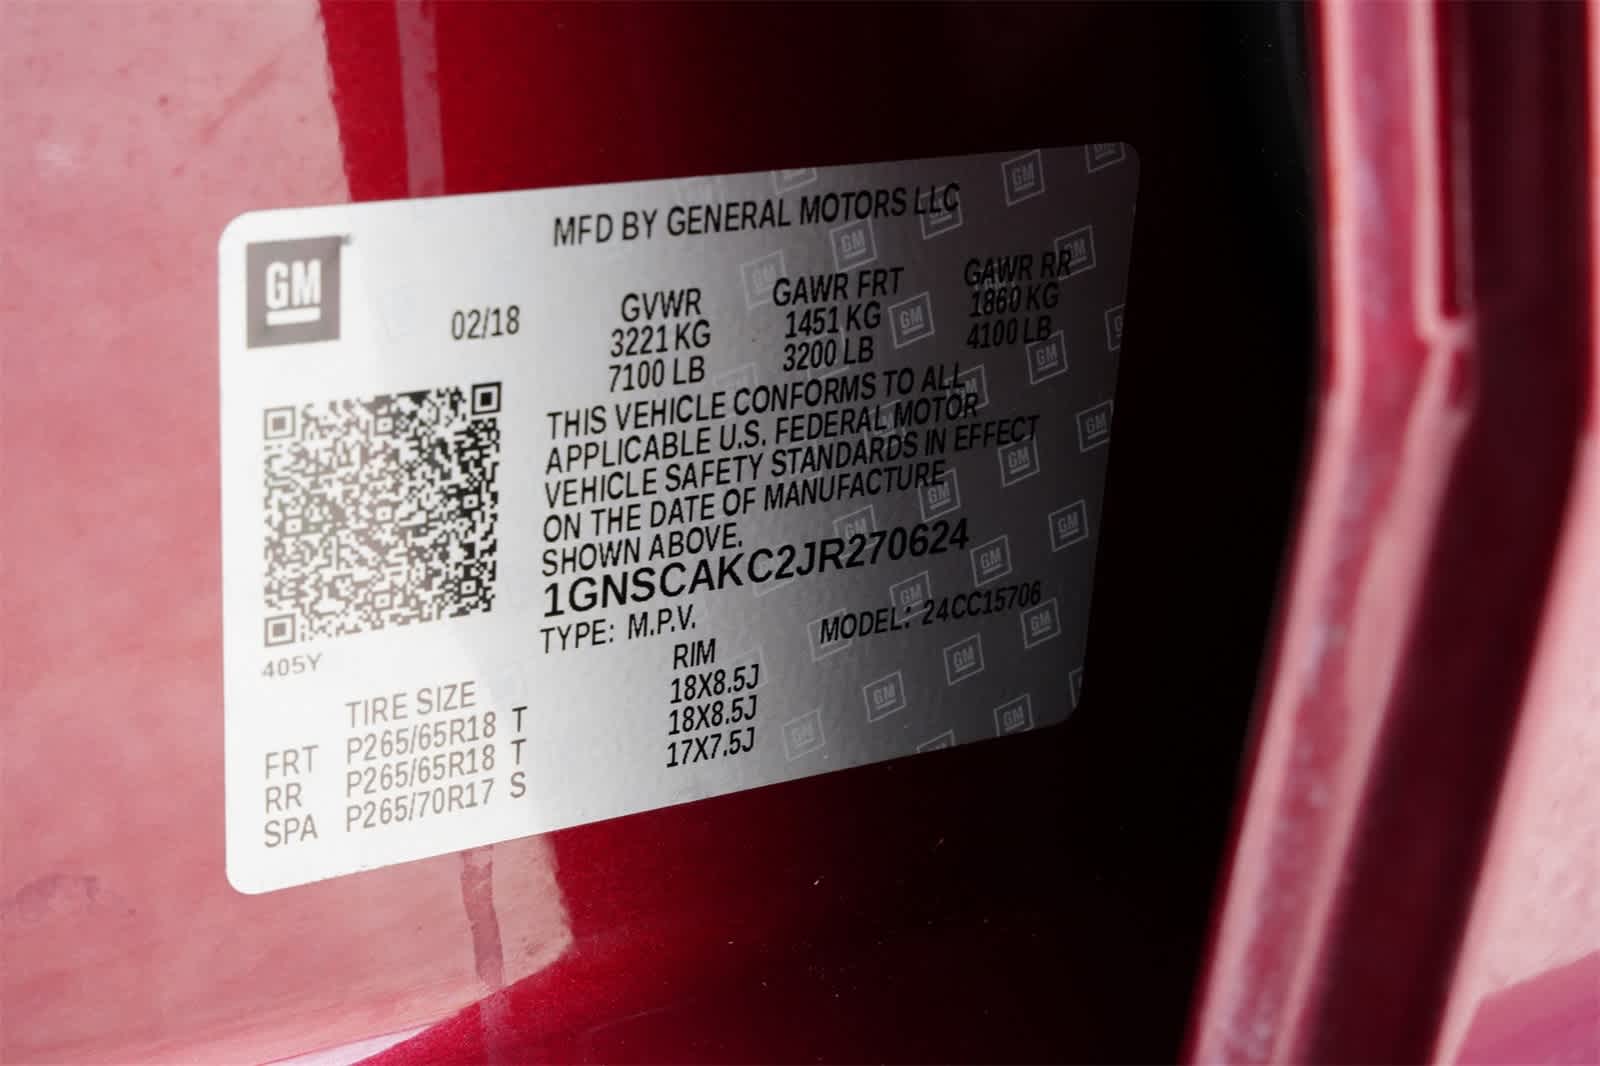 MFD BY GENERAL MOTORS LLC
GM
02/18
GVWR GAWR FRT GAWR RR
3221 KG 1451 KG 1860 KG
7100 LB 3200 LB 4100 LB
THIS VEHICLE CONFORMS TO ALL
APPLICABLE U.S. FEDERAL MOTOR
VEHICLE SAFETY STANDARDS IN EFFECT
ON THE DATE OF MANUFACTURE
SHOWN ABOVE.
1GNSCAKC2JR270624
TYPE: M.P.V. MODEL: 24CC15706
405Y
TIRE SIZE RIM
FRT P265/65R18 T 18X8.5J
RR P265/65R18 T 18X8.5J
SPA P265/70R17 S 17X7.5J